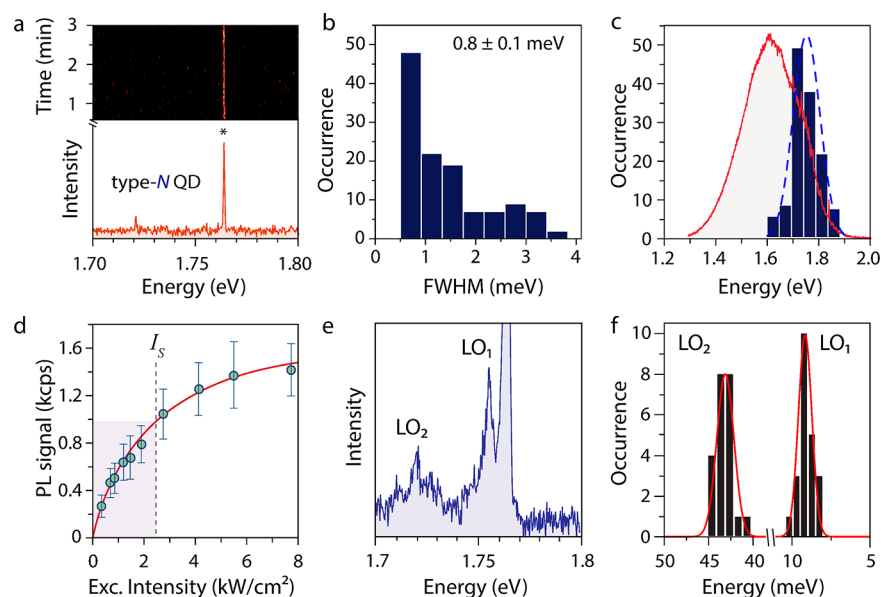 a
Time (min)
3
2
1
Intensity
*
type-N QD
1.70
1.75
1.80
Energy (eV)
b
0.8 ± 0.1 meV
Occurrence
50
40
30
20
10
0
0
1
2
3
4
FWHM (meV)
c
Occurrence
50
40
30
20
10
0
1.2
1.4
1.6
1.8
2.0
Energy (eV)
d
I_S
PL signal (kcps)
1.6
1.2
0.8
0.4
0
0
2
4
6
8
Exc. Intensity (kW/cm²)
e
LO₁
LO₂
Intensity
1.7
1.75
1.8
Energy (eV)
f
LO₂
LO₁
Occurrence
10
8
6
4
2
0
50
45
40
10
5
Energy (meV)